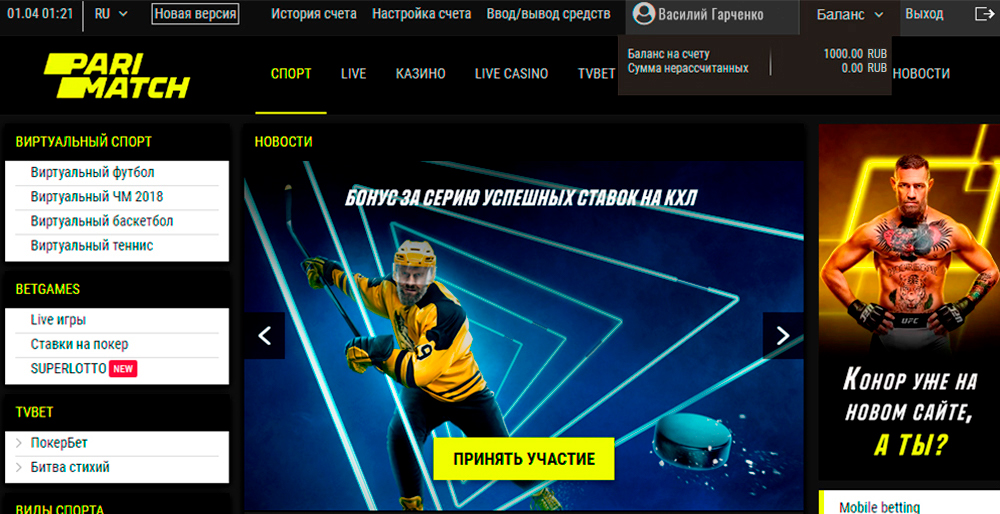 01.04 01:21 RU Новая версия История счета Настройка счета Ввод/вывод средств Василий Гарченко Баланс Выход
Баланс на счету 1000.00 RUB
Сумма нерассчитанных 0.00 RUB
PARI
MATCH
СПОРТ LIVE КАЗИНО LIVE CASINO TVBET НОВОСТИ
ВИРТУАЛЬНЫЙ СПОРТ
Виртуальный футбол
Виртуальный ЧМ 2018
Виртуальный баскетбол
Виртуальный теннис
BETGAMES
Live игры
Ставки на покер
SUPERLOTTO NEW
TVBET
ПокерБет
Битва стихий
ВИДЫ СПОРТА
НОВОСТИ
БОНУС ЗА СЕРИЮ УСПЕШНЫХ СТАВОК НА КХЛ
9
ПРИНЯТЬ УЧАСТИЕ
UFC
КОНОР УЖЕ НА
НОВОМ САЙТЕ,
А ТЫ?
Mobile betting